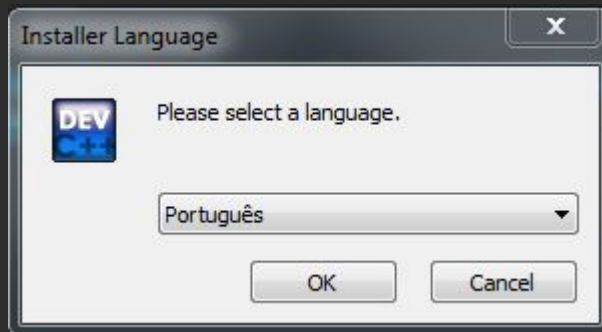 Installer Language
DEV
C++
Please select a language.
Português
OK
Cancel